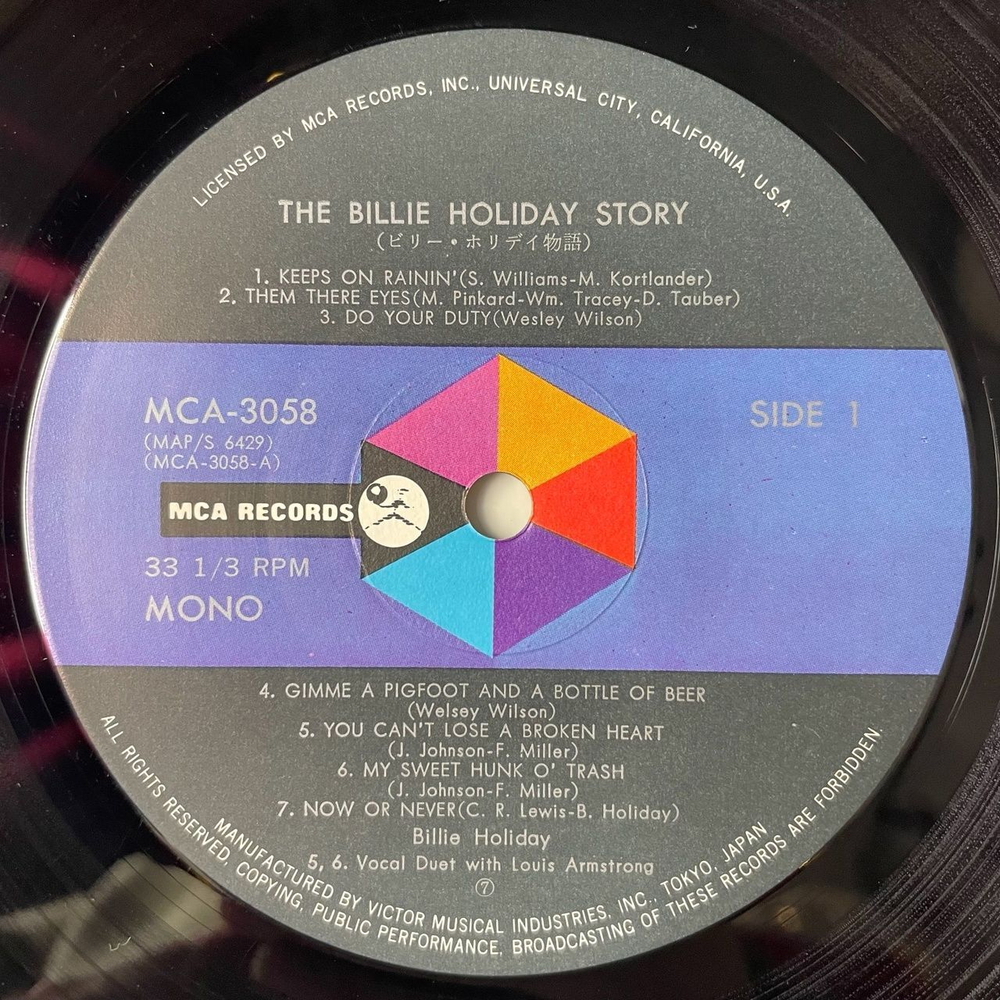 LICENSED BY MCA RECORDS, INC., UNIVERSAL CITY, CALIFORNIA, U.S.A.
THE BILLIE HOLIDAY STORY
(ビリー・ホリデイ物語)
1. KEEPS ON RAININ'(S. Williams-M. Kortlander)
2. THEM THERE EYES(M. Pinkard-Wm. Tracey-D. Tauber)
3. DO YOUR DUTY(Wesley Wilson)
MCA-3058
SIDE 1
(MAP/S 6429)
(MCA-3058-A)
MCA RECORDS
33 1/3 RPM
MONO
4. GIMME A PIGFOOT AND A BOTTLE OF BEER
(Welsey Wilson)
5. YOU CAN'T LOSE A BROKEN HEART
(J. Johnson-F. Miller)
6. MY SWEET HUNK O' TRASH
(J. Johnson-F. Miller)
7. NOW OR NEVER(C. R. Lewis-B. Holiday)
Billie Holiday
5, 6. Vocal Duet with Louis Armstrong
⑦
MANUFACTURED BY VICTOR MUSICAL INDUSTRIES, INC., TOKYO, JAPAN
ALL RIGHTS RESERVED, COPYING, PUBLIC PERFORMANCE, BROADCASTING OF THESE RECORDS ARE FORBIDDEN.